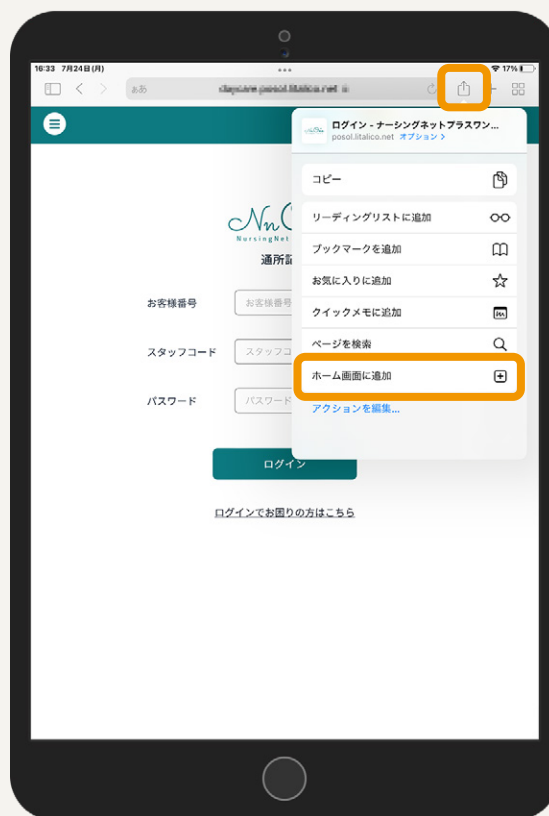 16:33 7月24日(月)
17%
ああ
ログイン - ナーシングネットプラスワン...
posol.litalico.net オプション >
コピー
リーディングリストに追加
NnC
NursingNet
ブックマークを追加
通所記
お気に入りに追加
お客様番号
お客様番号
クイックメモに追加
スタッフコード
スタッフコ
ページを検索
ホーム画面に追加
パスワード
パスワード
アクションを編集...
ログイン
ログインでお困りの方はこちら